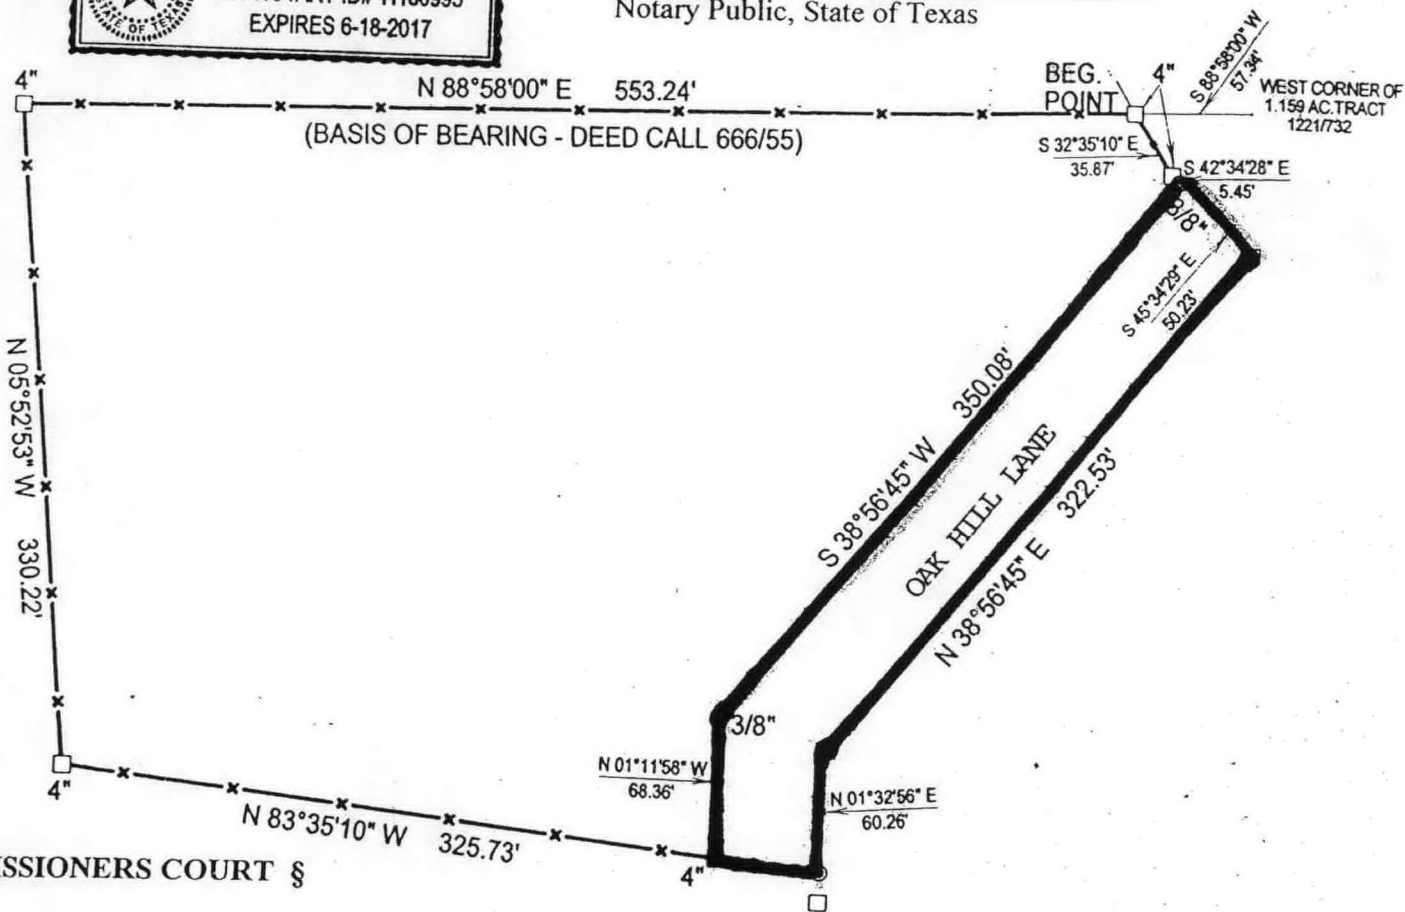 STATE OF TEXAS
EXPIRES 6-18-2017
Notary Public, State of Texas
4"
N 88°58'00" E 553.24'
(BASIS OF BEARING - DEED CALL 666/55)
BEG.
POINT
4"
S 88°58'00" W
57.34'
WEST CORNER OF
1.159 AC.TRACT
1221/732
S 32°35'10" E
35.87'
S 42°34'28" E
5.45'
3/8"
S 45°34'29" E
50.23'
N 05°52'53" W 330.22'
S 38°56'45" W 350.08'
OAK HILL LANE
N 38°56'45" E 322.53'
3/8"
N 01°11'58" W
68.36'
N 01°32'56" E
60.26'
4"
N 83°35'10" W 325.73'
4"
SSIONERS COURT §